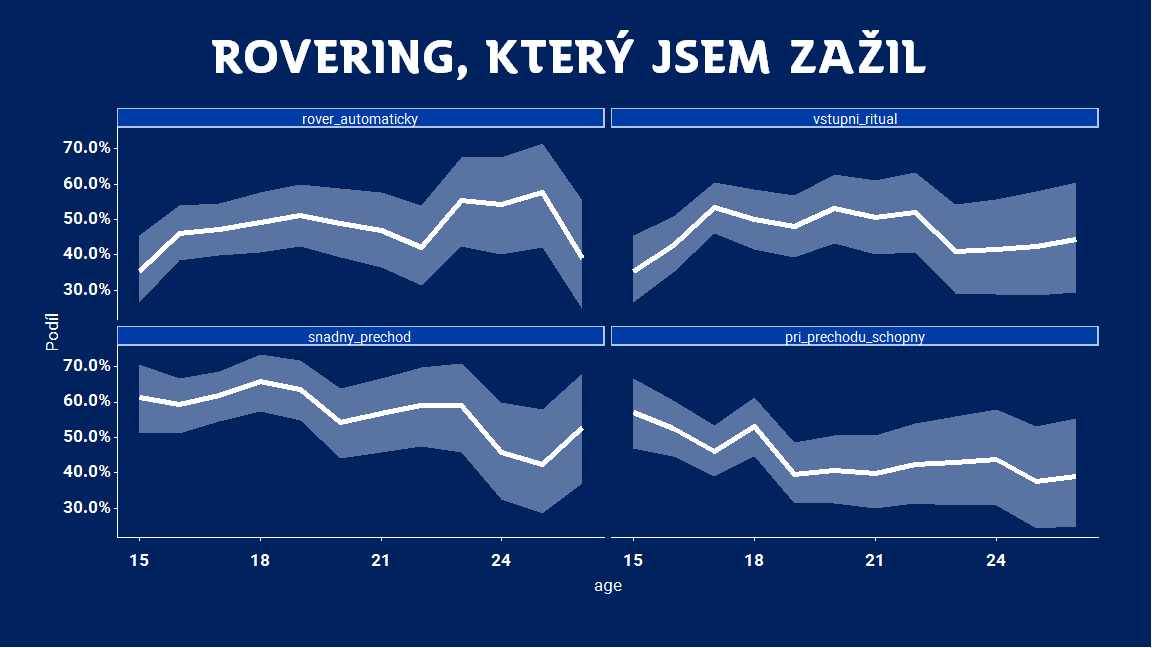 ROVERING, KTERÝ JSEM ZAŽIL
rover_automaticky
vstupni_ritual
70.0%
60.0%
50.0%
40.0%
30.0%
Podíl
snadny_prechod
pri_prechodu_schopny
70.0%
60.0%
50.0%
40.0%
30.0%
15 18 21 24 15 18 21 24
age